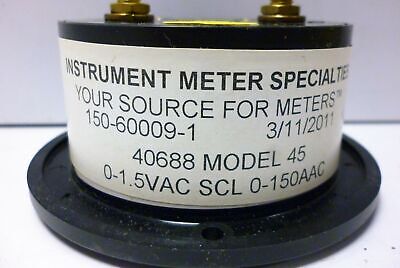 INSTRUMENT METER SPECIALTIES
YOUR SOURCE FOR METERS™
150-60009-1 3/11/2011
40688 MODEL 45
0-1.5VAC SCL 0-150AAC